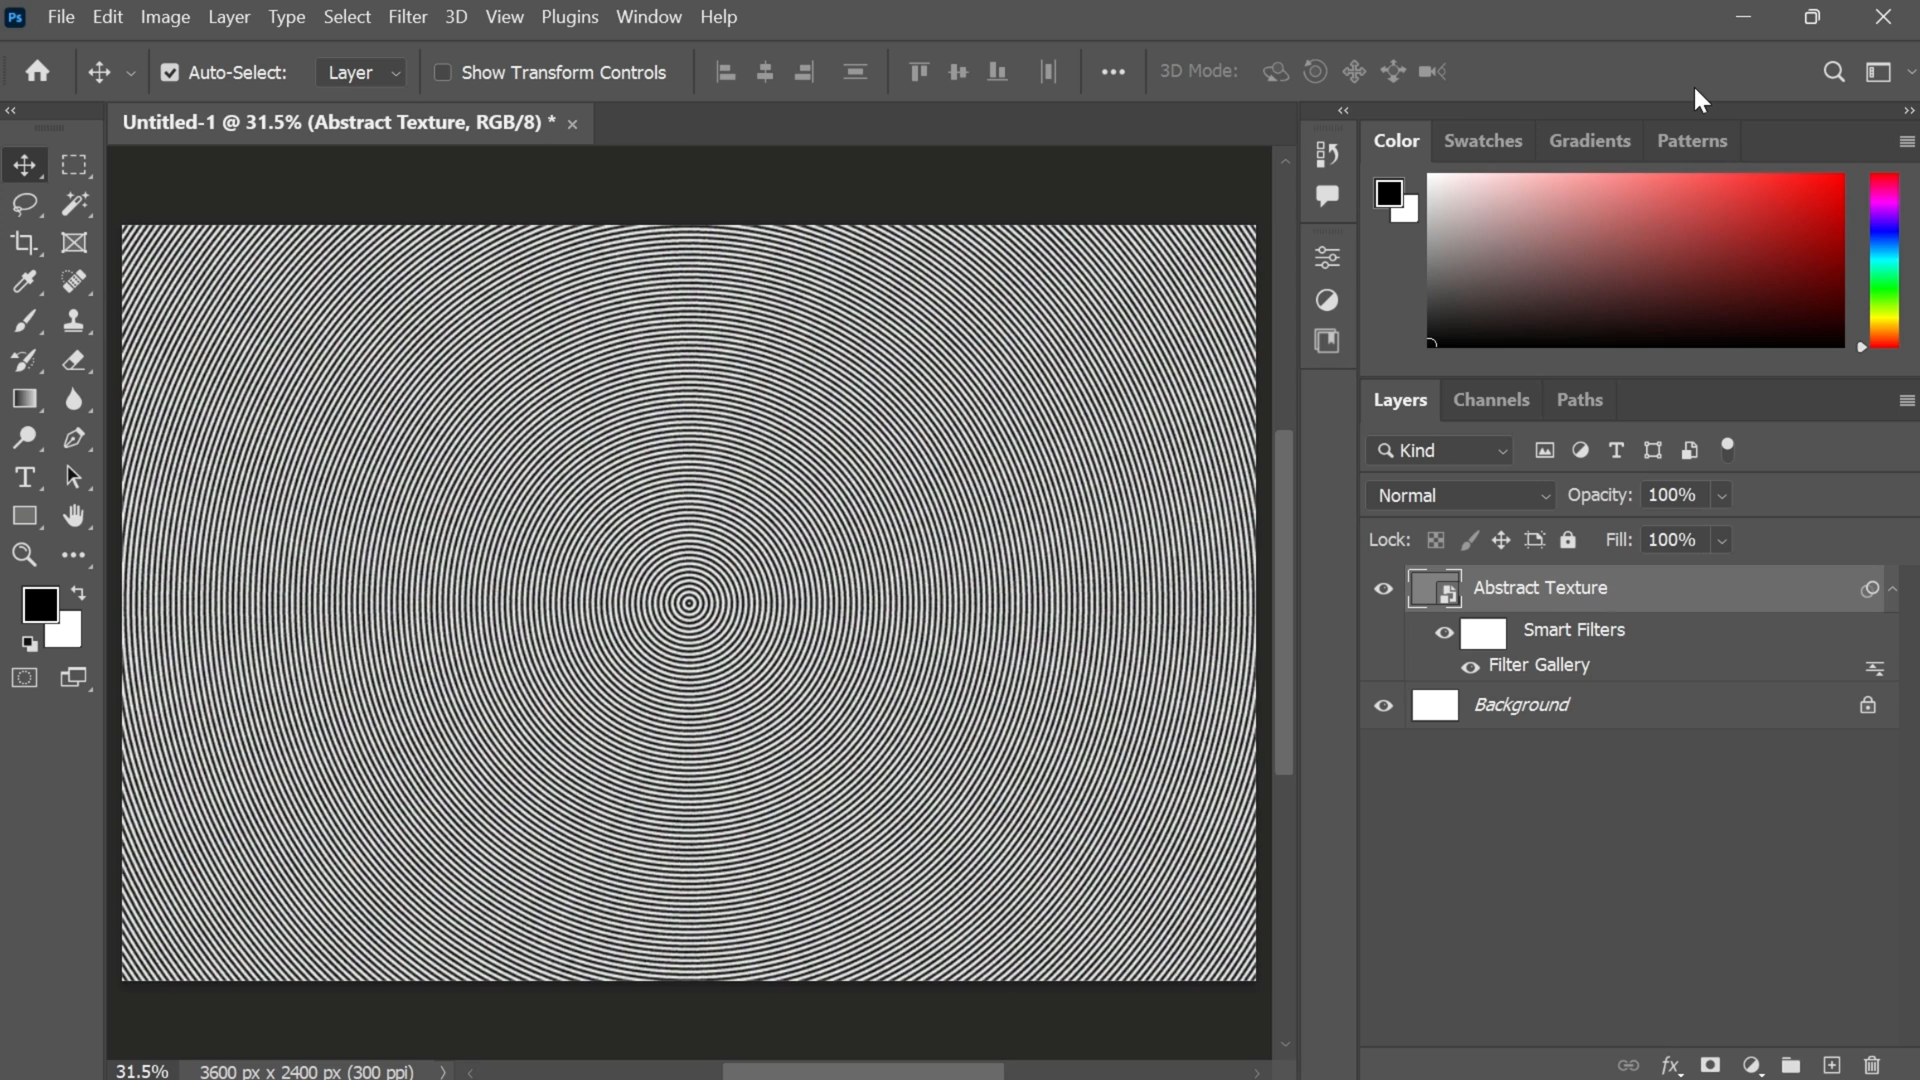 Ps File Edit Image Layer Type Select Filter 3D View Plugins Window Help
Auto-Select: Layer Show Transform Controls 3D Mode:
Untitled-1 @ 31.5% (Abstract Texture, RGB/8) *
Color Swatches Gradients Patterns
Layers Channels Paths
Kind
Normal Opacity: 100%
Lock: Fill: 100%
Abstract Texture
Smart Filters
Filter Gallery
Background
31.5% 3600 px x 2400 px (300 ppi)